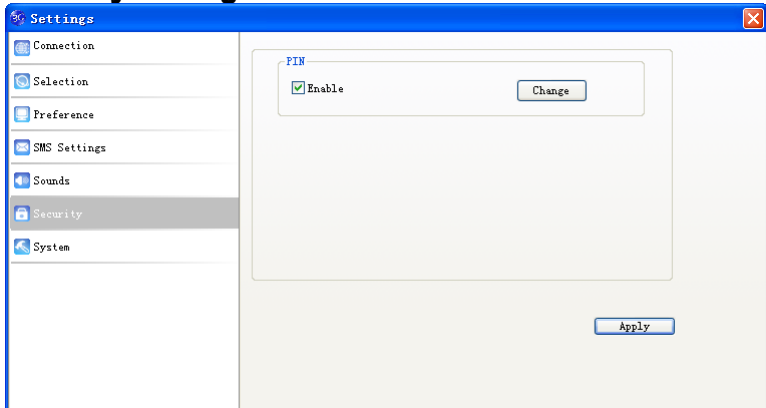 Settings
Connection
Selection
Preference
SMS Settings
Sounds
Security
System
PIN
Enable
Change
Apply